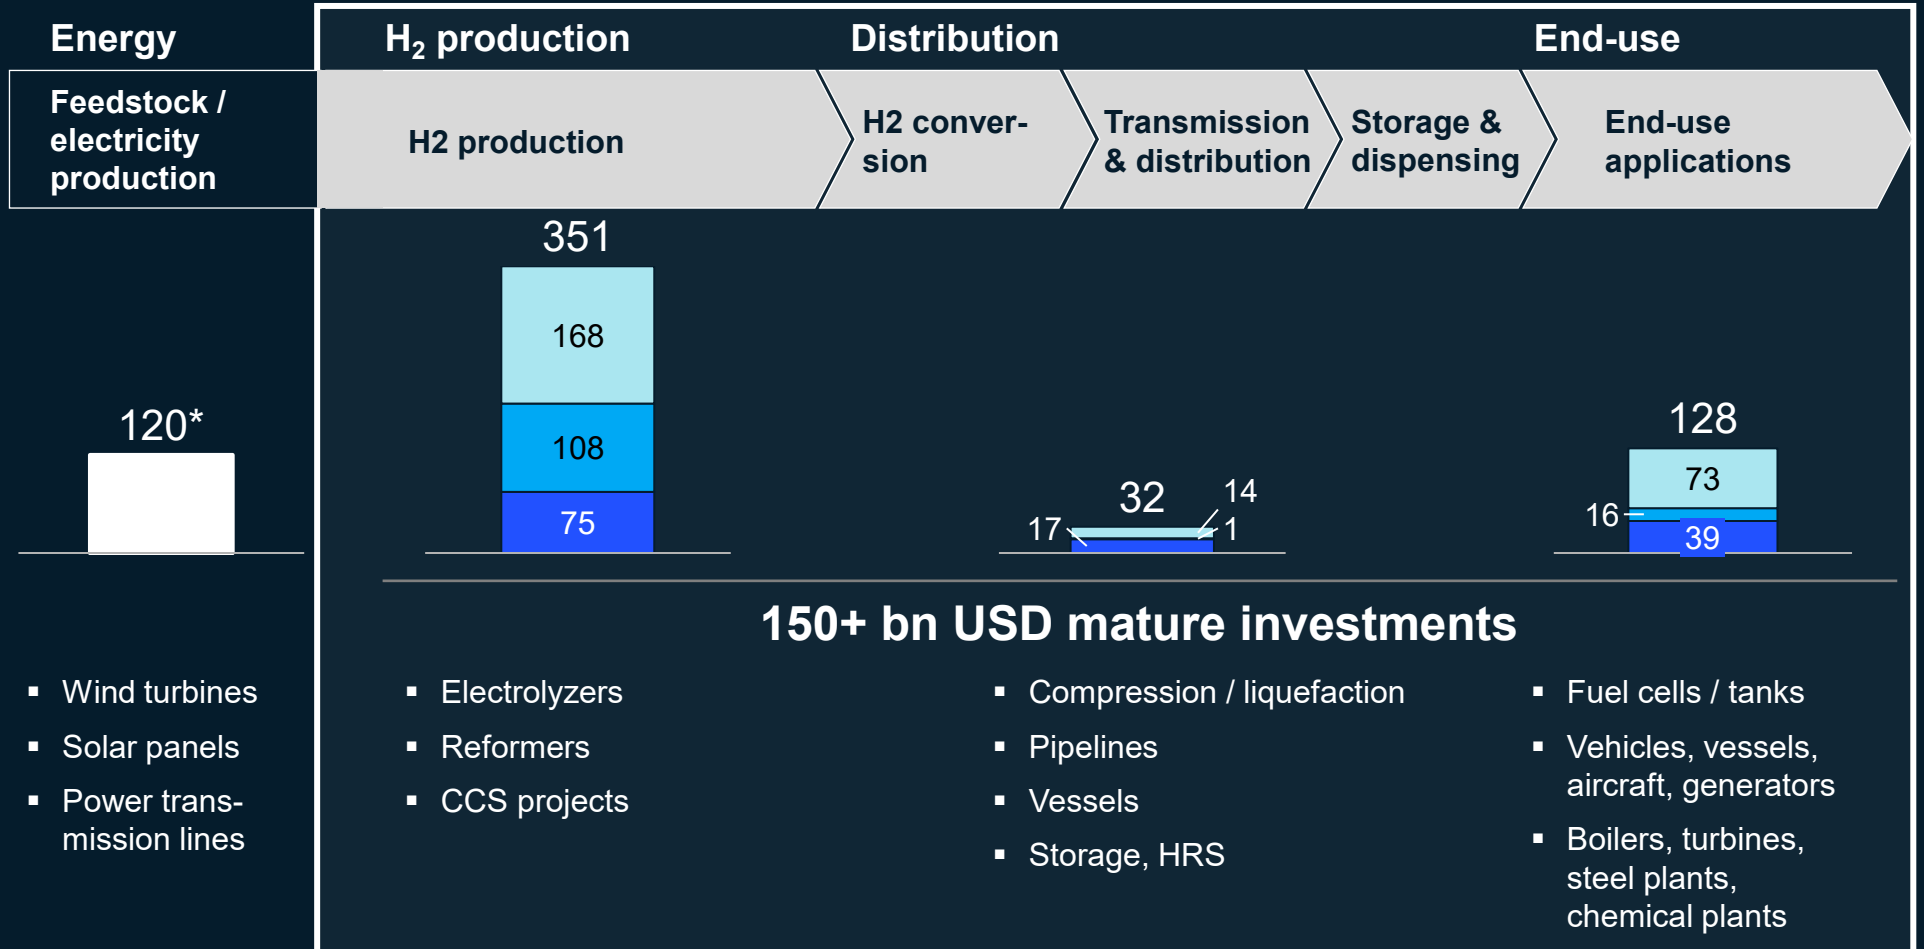 Energy
H2 production
Distribution
End-use
Feedstock /
electricity
production
H2 production
H2 conver-
sion
Transmission
& distribution
Storage &
dispensing
End-use
applications
120*
351
168
108
75
32
17
14
1
128
73
16
39
150+ bn USD mature investments
▪ Wind turbines
▪ Solar panels
▪ Power trans-
mission lines
▪ Electrolyzers
▪ Reformers
▪ CCS projects
▪ Compression / liquefaction
▪ Pipelines
▪ Vessels
▪ Storage, HRS
▪ Fuel cells / tanks
▪ Vehicles, vessels,
aircraft, generators
▪ Boilers, turbines,
steel plants,
chemical plants